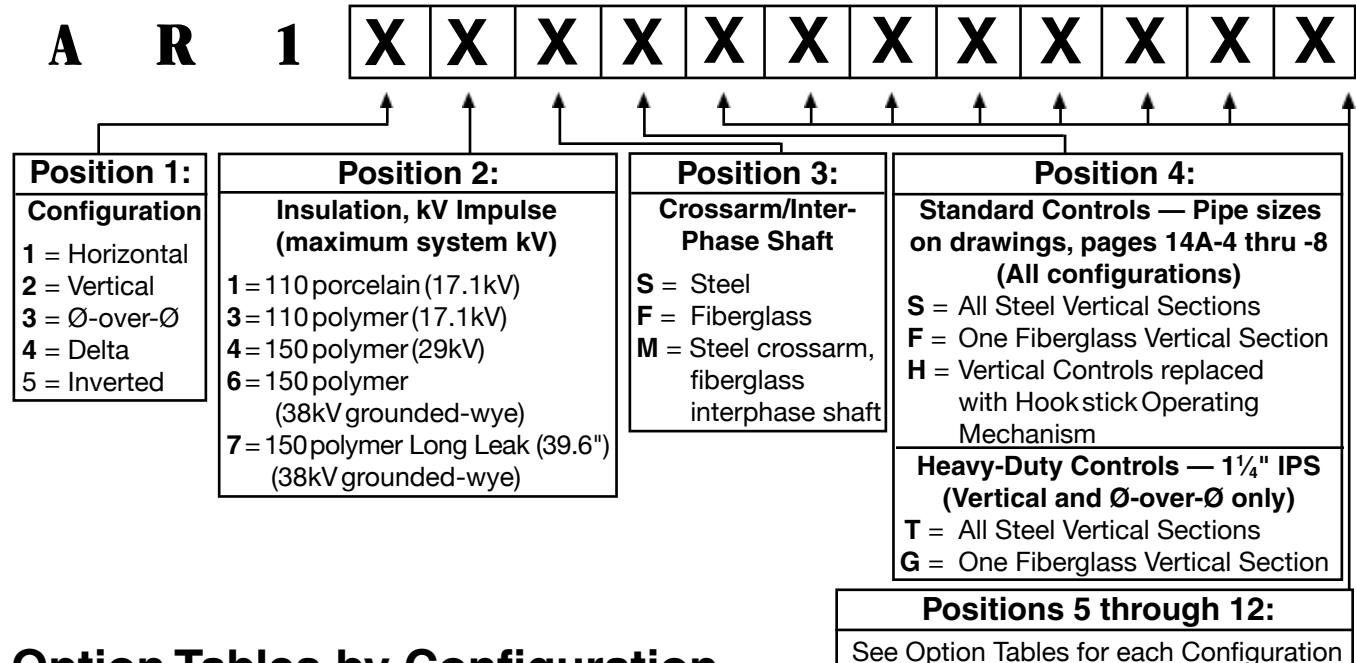 A R 1 X X X X X X X X X X X X
Position 1:
Configuration
1 = Horizontal
2 = Vertical
3 = Ø-over-Ø
4 = Delta
5 = Inverted
Position 2:
Insulation, kV Impulse
(maximum system kV)
1 = 110 porcelain (17.1kV)
3 = 110 polymer (17.1kV)
4 = 150 polymer (29kV)
6 = 150 polymer
(38kV grounded-wye)
7 = 150 polymer Long Leak (39.6")
(38kV grounded-wye)
Position 3:
Crossarm/Inter-
Phase Shaft
S = Steel
F = Fiberglass
M = Steel crossarm,
fiberglass
interphase shaft
Position 4:
Standard Controls — Pipe sizes
on drawings, pages 14A-4 thru -8
(All configurations)
S = All Steel Vertical Sections
F = One Fiberglass Vertical Section
H = Vertical Controls replaced
with Hookstick Operating
Mechanism
Heavy-Duty Controls — 1¼" IPS
(Vertical and Ø-over-Ø only)
T = All Steel Vertical Sections
G = One Fiberglass Vertical Section
Positions 5 through 12:
See Option Tables for each Configuration
Option Tables by Configuration